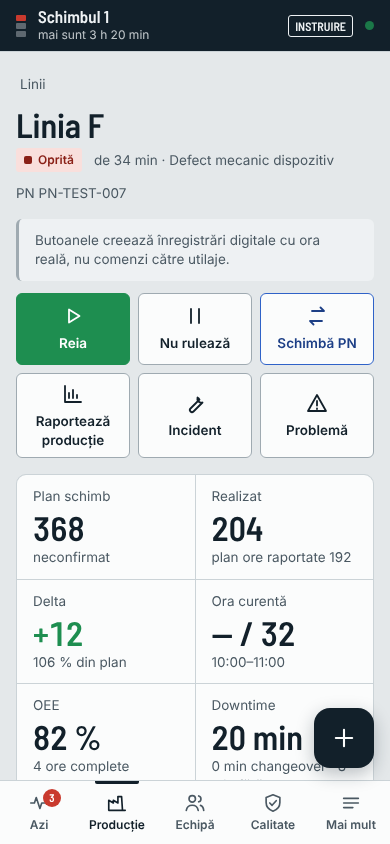 Schimbul 1
mai sunt 3 h 20 min
INSTRUIRE
Linii
Linia F
Oprită
de 34 min · Defect mecanic dispozitiv
PN PN-TEST-007
Butoanele creează înregistrări digitale cu ora
reală, nu comenzi către utilaje.
Reia
Nu rulează
Schimbă PN
Raportează
producție
Incident
Problemă
Plan schimb
368
neconfirmat
Realizat
204
plan ore raportate 192
Delta
+12
106 % din plan
Ora curentă
— / 32
10:00–11:00
OEE
82 %
4 ore complete
Downtime
20 min
0 min changeover
3
Azi
Producție
Echipă
Calitate
Mai mult